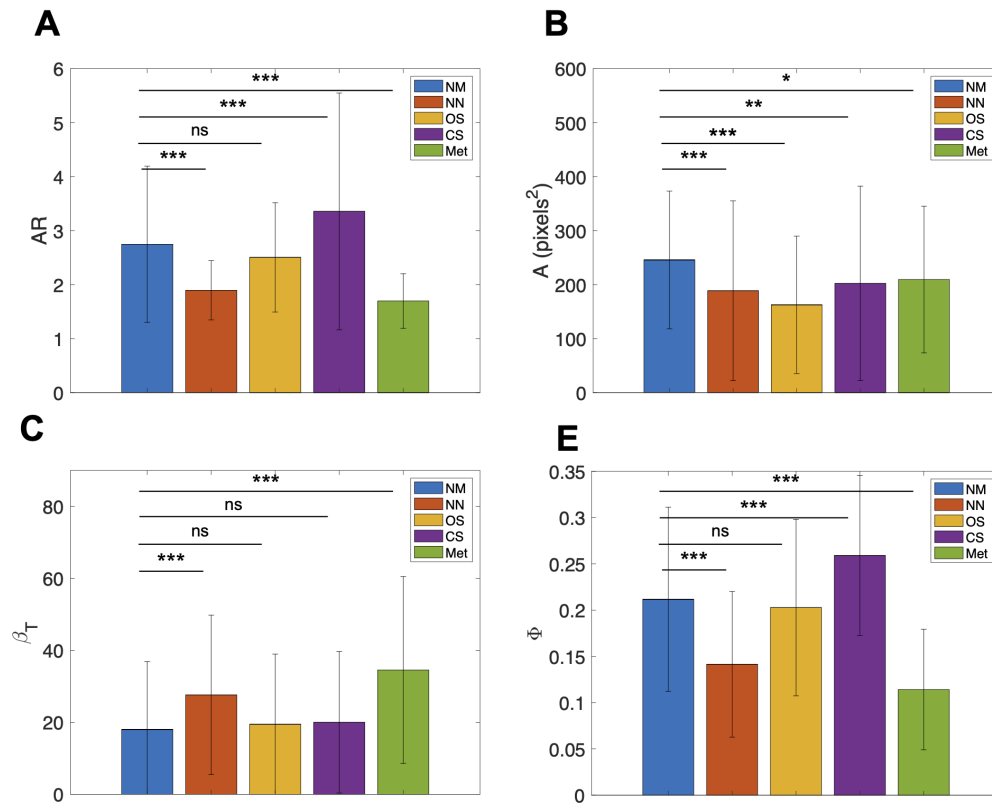 A
AR
6
5
4
3
2
1
0
***
***
ns
***
NM
NN
OS
CS
Met
B
A (pixels²)
600
500
400
300
200
100
0
*
**
***
***
NM
NN
OS
CS
Met
C
βT
80
60
40
20
0
***
ns
ns
***
NM
NN
OS
CS
Met
E
Φ
0.35
0.3
0.25
0.2
0.15
0.1
0.05
0
***
***
ns
***
NM
NN
OS
CS
Met